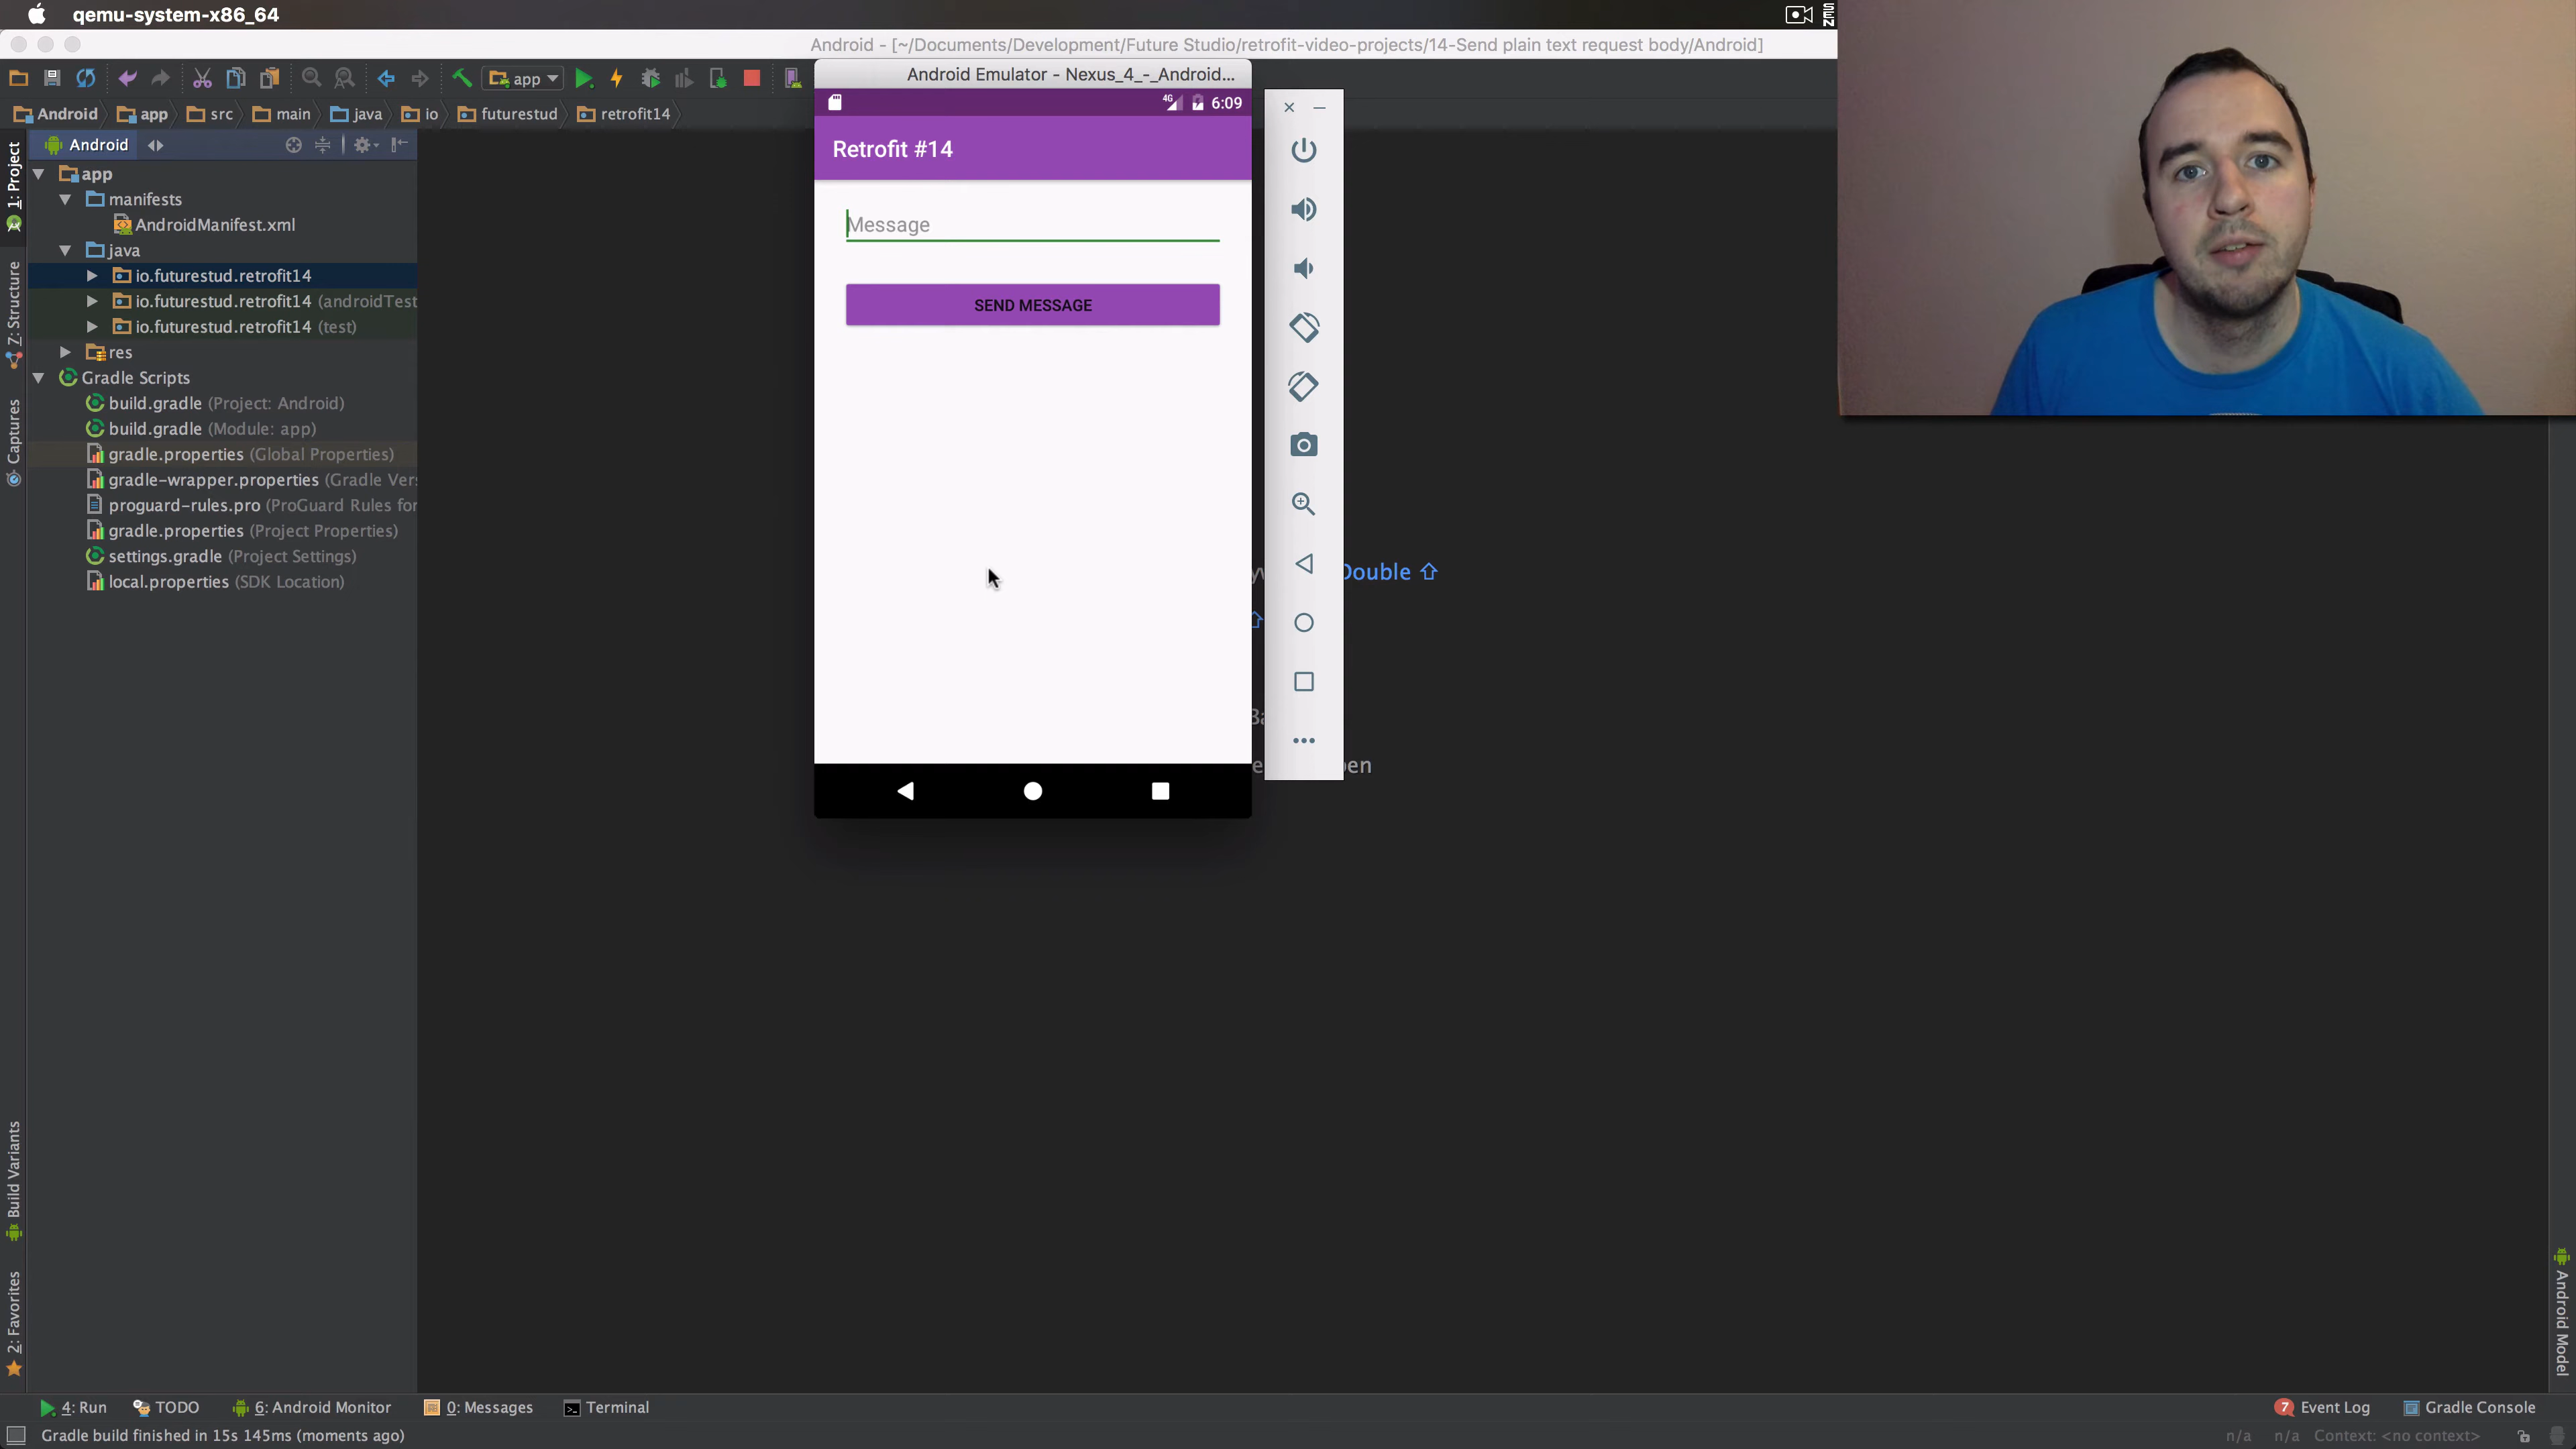 qemu-system-x86_64
Android - [~/Documents/Development/Future Studio/retrofit-video-projects/14-Send plain text request body/Android]
app
Android Emulator - Nexus_4_-_Android...
Android
app
src
main
java
io
futurestud
retrofit14
4G
6:09
1: Project
Android
Retrofit #14
app
manifests
AndroidManifest.xml
Message
java
io.futurestud.retrofit14
io.futurestud.retrofit14 (androidTest
SEND MESSAGE
io.futurestud.retrofit14 (test)
7: Structure
res
Gradle Scripts
build.gradle (Project: Android)
build.gradle (Module: app)
Captures
gradle.properties (Global Properties)
gradle-wrapper.properties (Gradle Ver
proguard-rules.pro (ProGuard Rules for
gradle.properties (Project Properties)
settings.gradle (Project Settings)
Double ⇧
local.properties (SDK Location)
Build Variants
2: Favorites
Android Model
4: Run
TODO
6: Android Monitor
0: Messages
Terminal
7 Event Log
Gradle Console
Gradle build finished in 15s 145ms (moments ago)
n/a
n/a
Context: <no context>